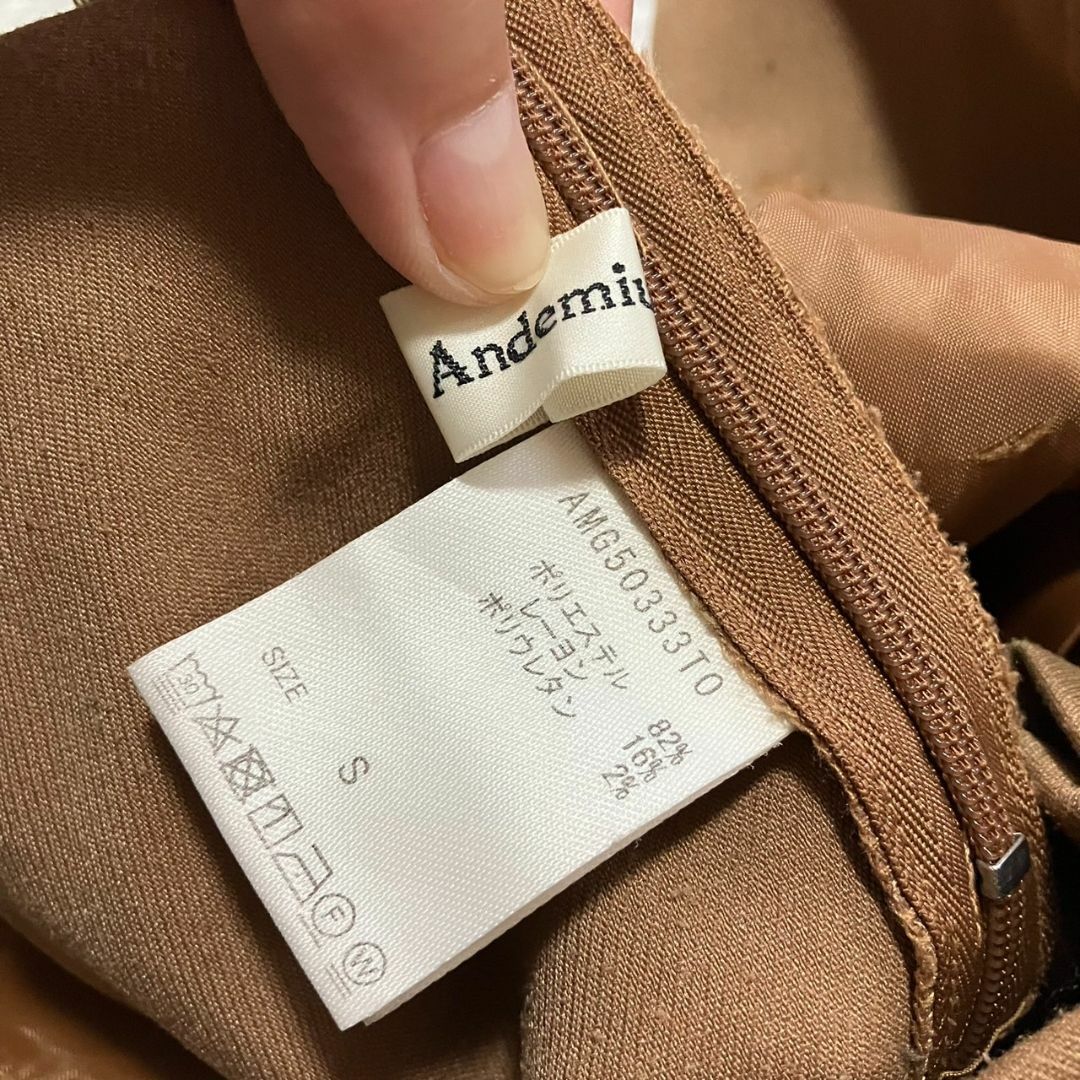 Andemiu
AMG50333T0
ポリエステル 82%
レーヨン 16%
ポリウレタン 2%
SIZE S
30
F
W